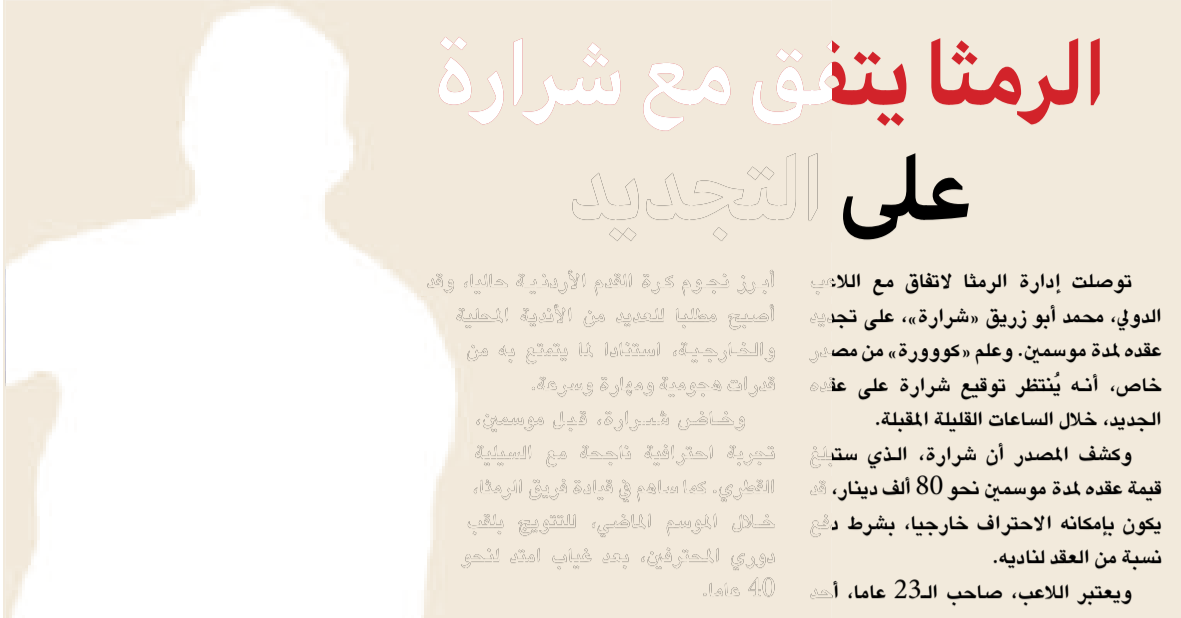 الرمثا يتفق مع شرارة
على التجديد
توصلت إدارة الرمثا لاتفاق مع اللاعب
الدولي، محمد أبو زريق «شرارة»، على تجديد
عقده لمدة موسمين. وعلم «كووورة» من مصدر
خاص، أنه يُنتظر توقيع شرارة على عقده
الجديد، خلال الساعات القليلة المقبلة.
وكشف المصدر أن شرارة، الذي ستبلغ
قيمة عقده لمدة موسمين نحو 80 ألف دينار، قد
يكون بإمكانه الاحتراف خارجيا، بشرط دفع
نسبة من العقد لناديه.
ويعتبر اللاعب، صاحب الـ23 عاما، أحد
أبرز نجوم كرة القدم الأردنية حاليا، وقد
أصبح مطلبا للعديد من الأندية المحلية
والخارجية، استنادا لما يتمتع به من
قدرات هجومية ومهارة وسرعة.
وخاض شرارة، قبل موسمين،
تجربة احترافية ناجحة مع السيلية
القطري. كما ساهم في قيادة فريق الرمثا،
خلال الموسم الماضي، للتتويج بلقب
دوري المحترفين، بعد غياب امتد لنحو
40 عاما.